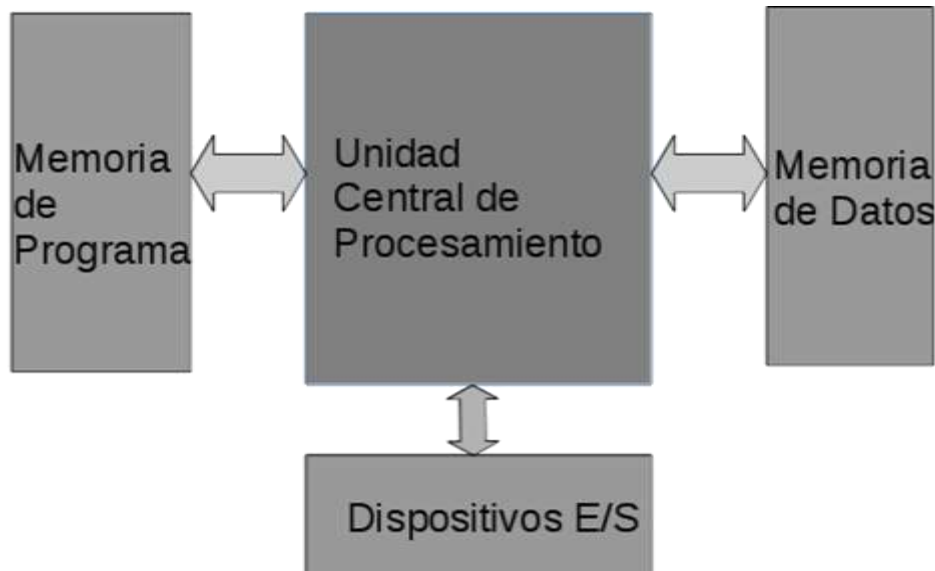 Memoria
de
Programa
Unidad
Central de
Procesamiento
Memoria
de Datos
Dispositivos E/S